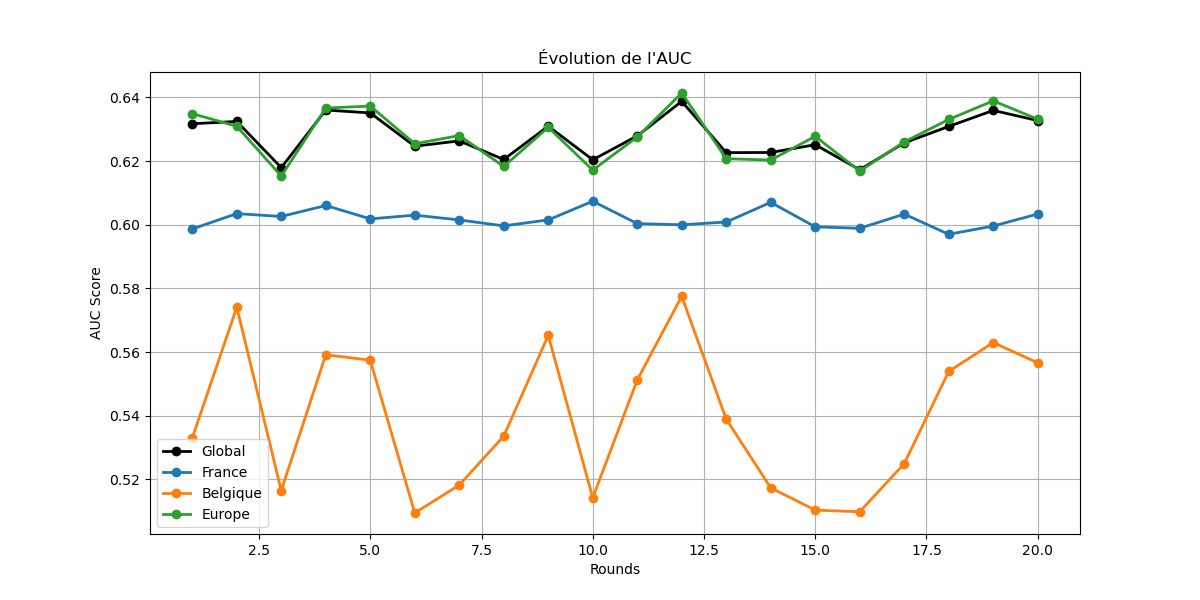 Évolution de l'AUC
AUC Score
0.64
0.62
0.60
0.58
0.56
0.54
0.52
Global
France
Belgique
Europe
2.5 5.0 7.5 10.0 12.5 15.0 17.5 20.0
Rounds